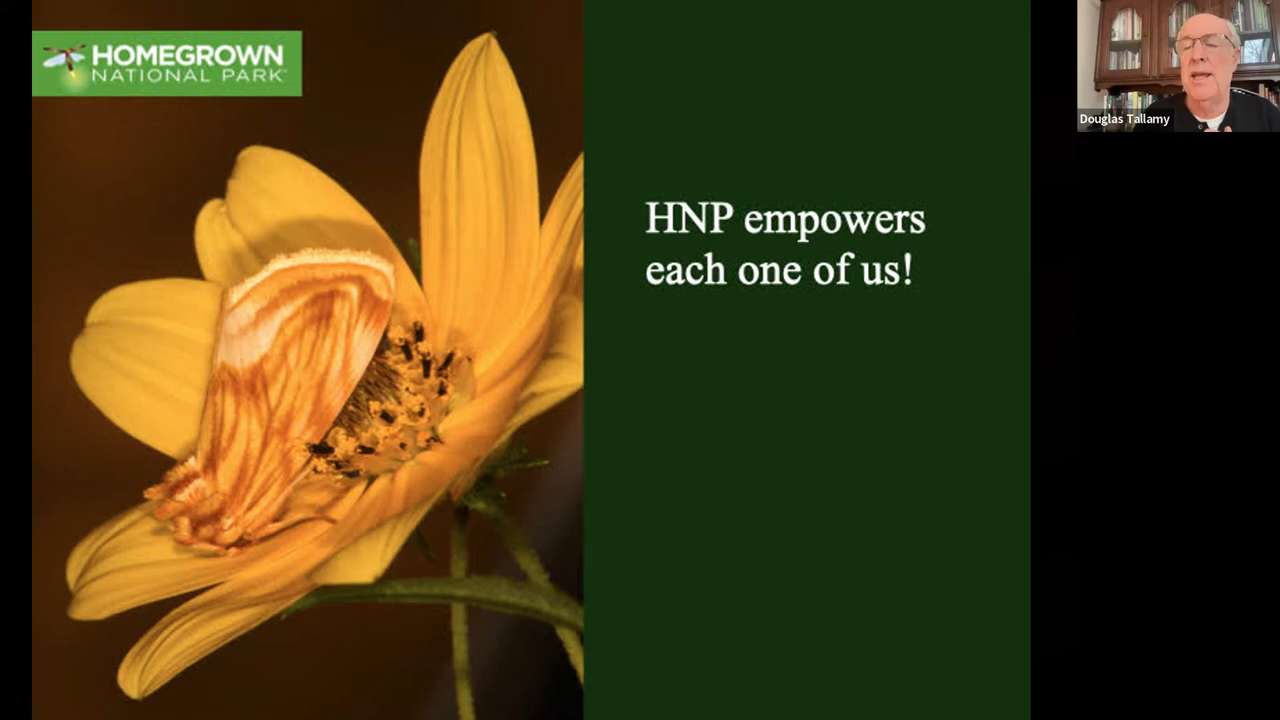 HOMEGROWN
NATIONAL PARK
HNP empowers
each one of us!
Douglas Tallamy